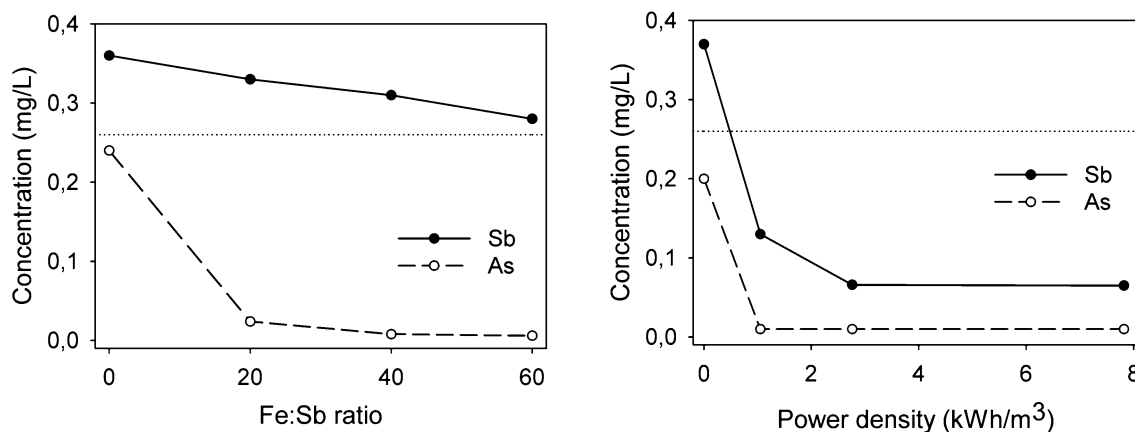 0,4
0,3
0,2
0,1
0,0
Concentration (mg/L)
Sb
As
0 20 40 60
Fe:Sb ratio
0,4
0,3
0,2
0,1
0,0
Concentration (mg/L)
Sb
As
0 2 4 6 8
Power density (kWh/m³)